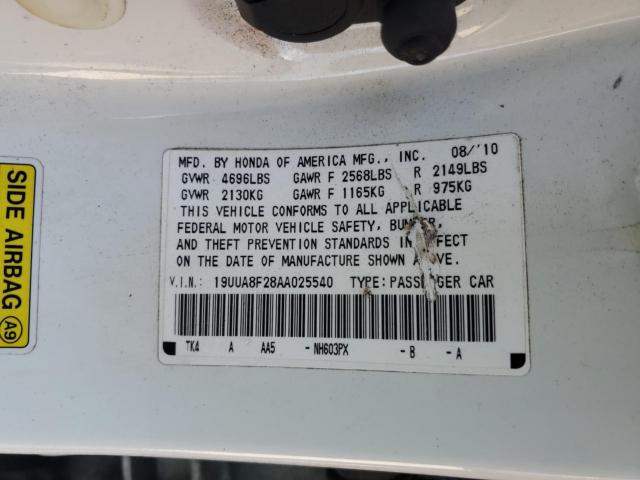 MFD. BY HONDA OF AMERICA MFG., INC. 08/'10
GVWR 4696LBS GAWR F 2568LBS R 2149LBS
GVWR 2130KG GAWR F 1165KG R 975KG
THIS VEHICLE CONFORMS TO ALL APPLICABLE
FEDERAL MOTOR VEHICLE SAFETY, BUMPER,
AND THEFT PREVENTION STANDARDS IN EFFECT
ON THE DATE OF MANUFACTURE SHOWN ABOVE.
V.I.N.: 19UUA8F28AA025540 TYPE: PASSENGER CAR
TK4 A AA5 -NH603PX -B -A
SIDE AIRBAG A9